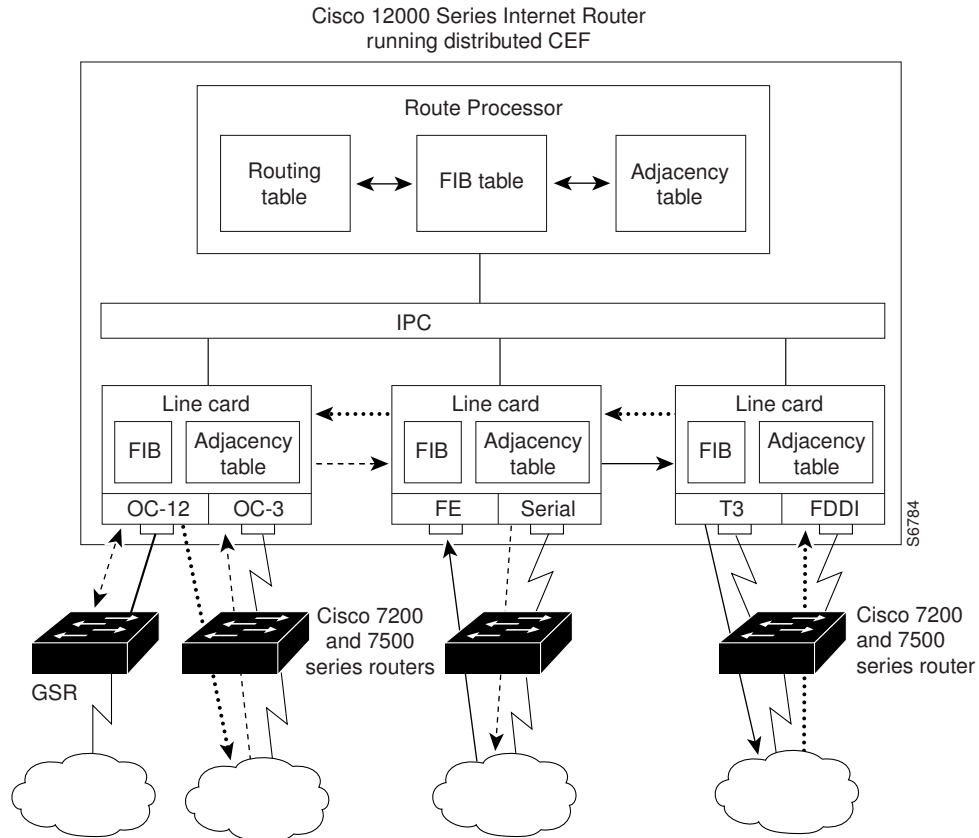 Cisco 12000 Series Internet Router
running distributed CEF
Route Processor
Routing
table
FIB table
Adjacency
table
IPC
Line card
FIB
Adjacency
table
OC-12
OC-3
Line card
FIB
Adjacency
table
FE
Serial
Line card
FIB
Adjacency
table
T3
FDDI
S6784
GSR
Cisco 7200
and 7500
series routers
Cisco 7200
and 7500
series router